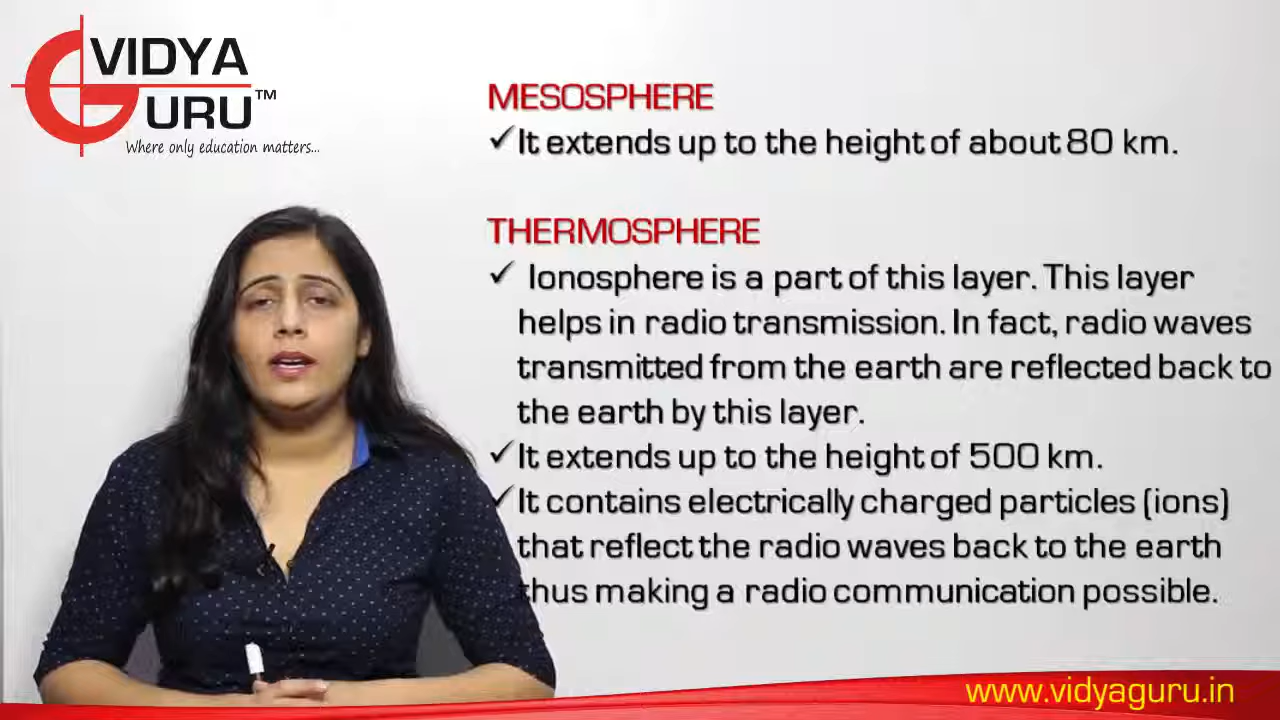 VIDYA
GURU™
Where only education matters...
MESOSPHERE
✓It extends up to the height of about 80 km.
THERMOSPHERE
✓ Ionosphere is a part of this layer. This layer
helps in radio transmission. In fact, radio waves
transmitted from the earth are reflected back to
the earth by this layer.
✓It extends up to the height of 500 km.
✓It contains electrically charged particles (ions)
that reflect the radio waves back to the earth
thus making a radio communication possible.
www.vidyaguru.in